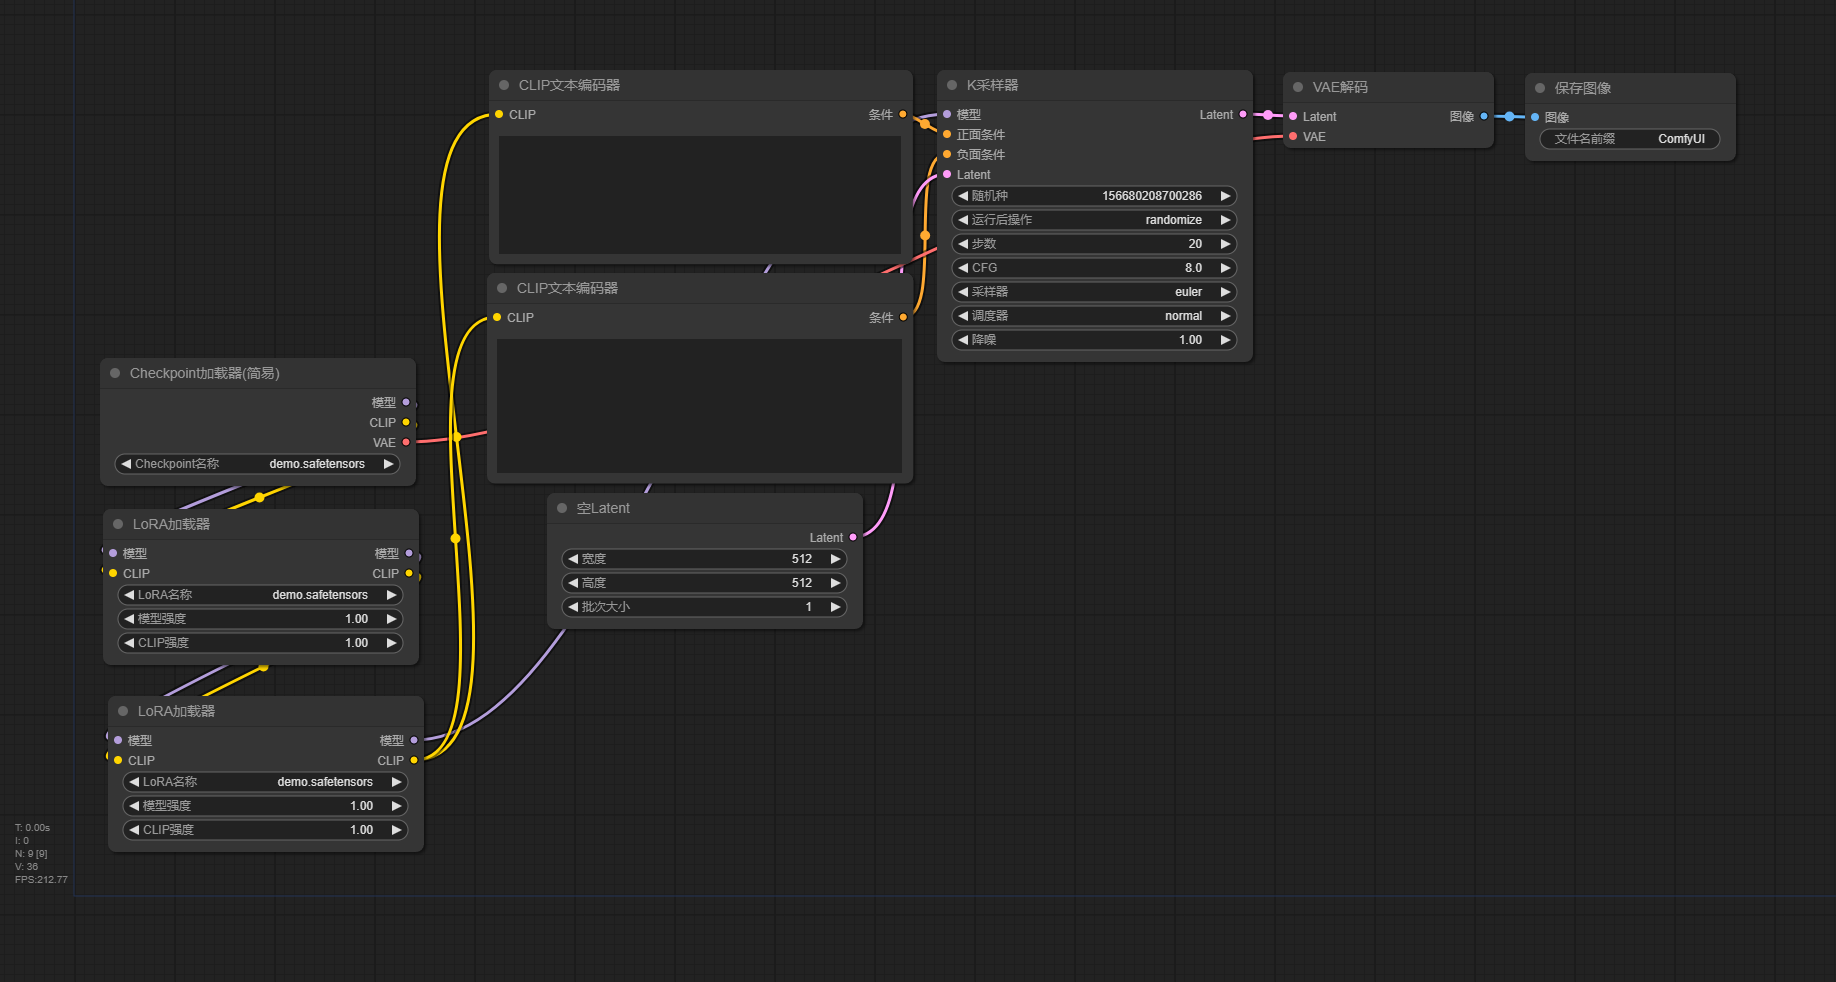 CLIP文本编码器
CLIP
条件
K采样器
模型
Latent
正面条件
负面条件
Latent
随机种
156680208700286
运行后操作
randomize
步数
20
CFG
8.0
采样器
euler
调度器
normal
降噪
1.00
VAE解码
Latent
图像
VAE
保存图像
图像
文件名前缀
ComfyUI
CLIP文本编码器
CLIP
条件
Checkpoint加载器(简易)
模型
CLIP
VAE
Checkpoint名称
demo.safetensors
LoRA加载器
模型
模型
CLIP
CLIP
LoRA名称
demo.safetensors
模型强度
1.00
CLIP强度
1.00
空Latent
Latent
宽度
512
高度
512
批次大小
1
LoRA加载器
模型
模型
CLIP
CLIP
LoRA名称
demo.safetensors
模型强度
1.00
CLIP强度
1.00
T: 0.00s
I: 0
N: 9 [9]
V: 36
FPS:212.77